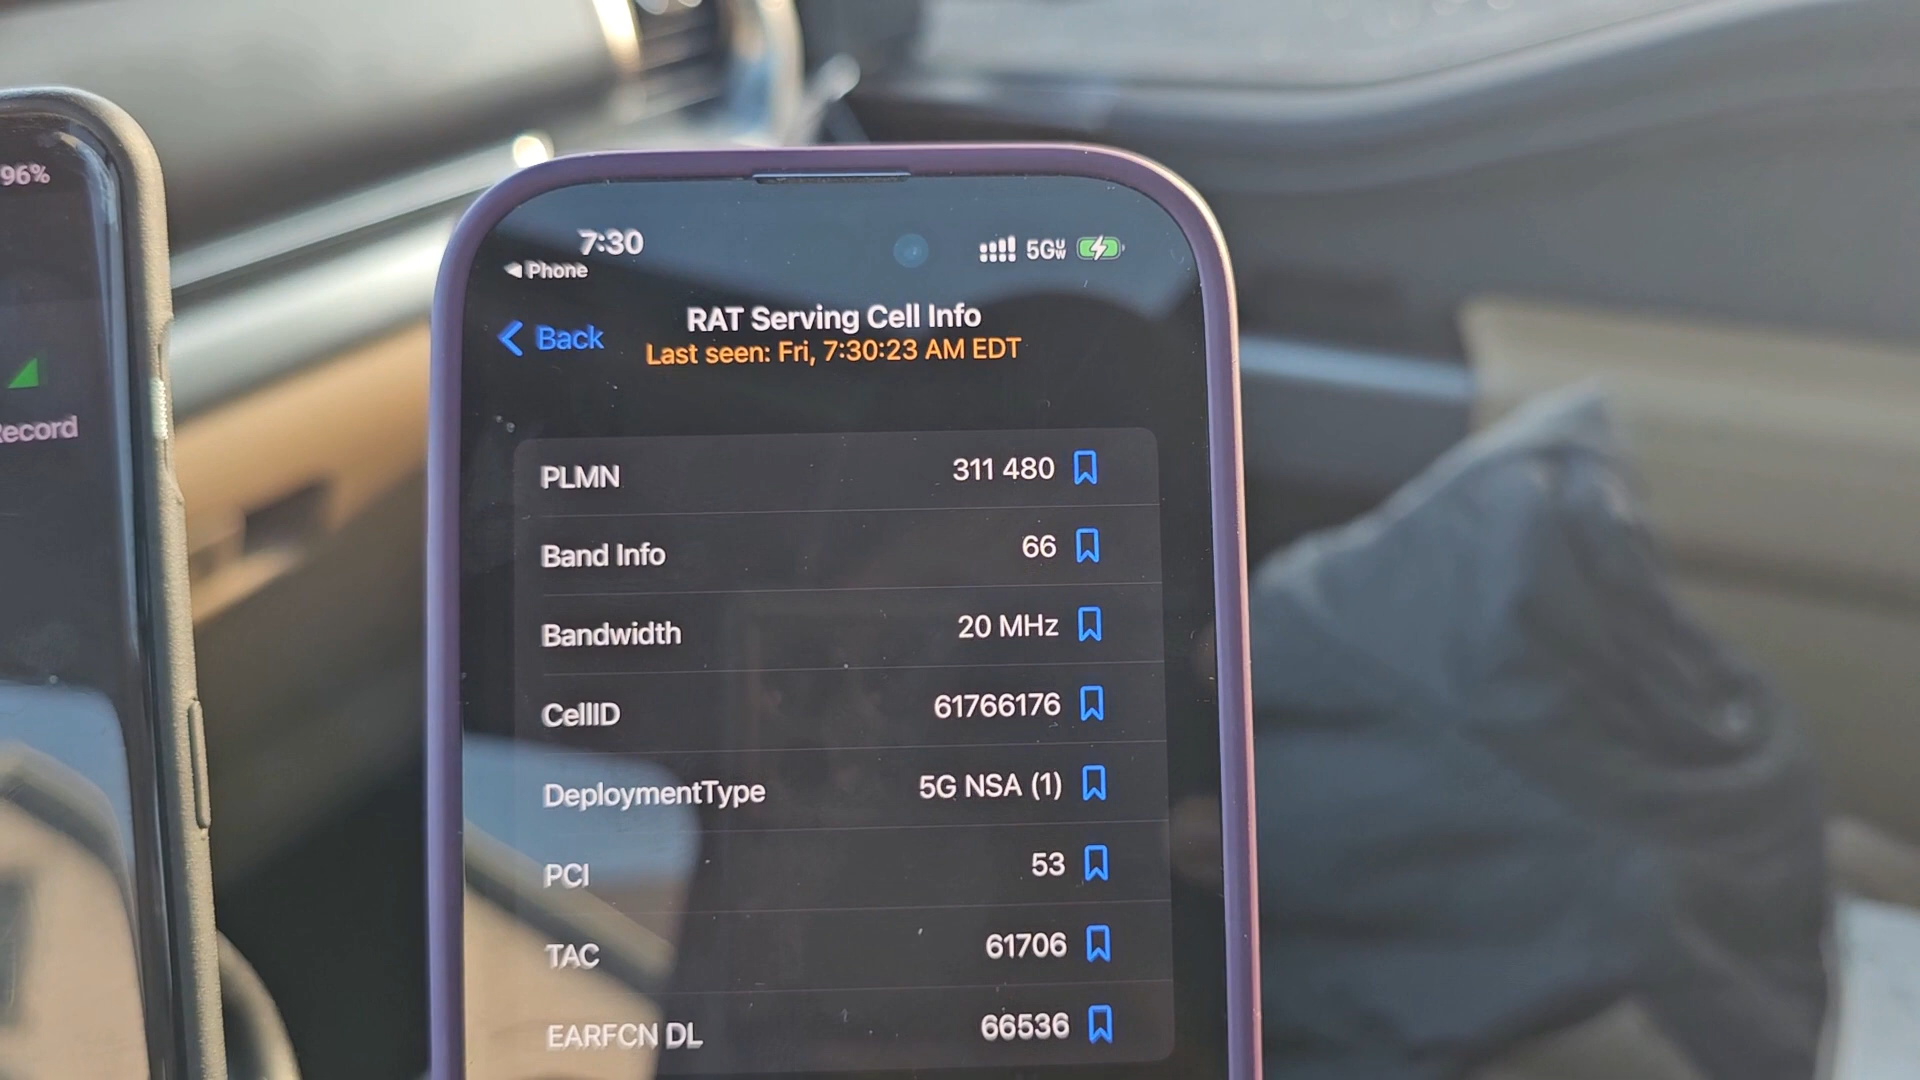 96%
Record
7:30
5G UW
◀ Phone
Back
RAT Serving Cell Info
Last seen: Fri, 7:30:23 AM EDT
PLMN 311 480
Band Info 66
Bandwidth 20 MHz
CellID 61766176
DeploymentType 5G NSA (1)
PCI 53
TAC 61706
EARFCN DL 66536